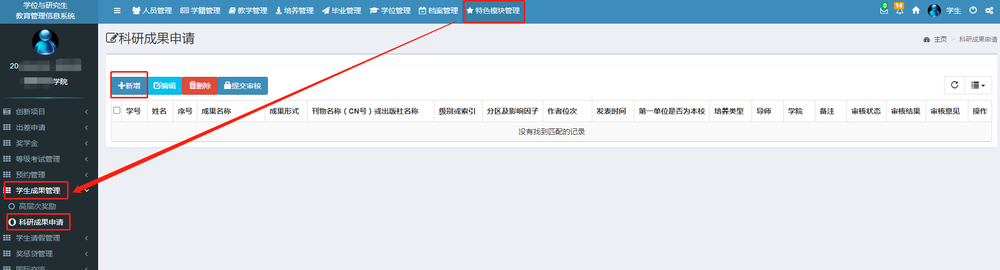 学位与研究生
教育管理信息系统
人员管理 学籍管理 教学管理 培养管理 毕业管理 学位管理 档案管理 特色模块管理
0 14 学生
科研成果申请
主页 > 科研成果申请
20
学院
新增 编辑 删除 提交审核
学号 姓名 序号 成果名称 成果形式 刊物名称（CN号）或出版社名称 级别或索引 分区及影响因子 作者位次 发表时间 第一单位是否为本校 培养类型 导师 学院 备注 审核状态 审核结果 审核意见 操作
没有找到匹配的记录
创新项目
出差申请
奖学金
等级考试管理
预约管理
学生成果管理
高层次奖励
科研成果申请
学生请假管理
奖惩贷管理
国际交流